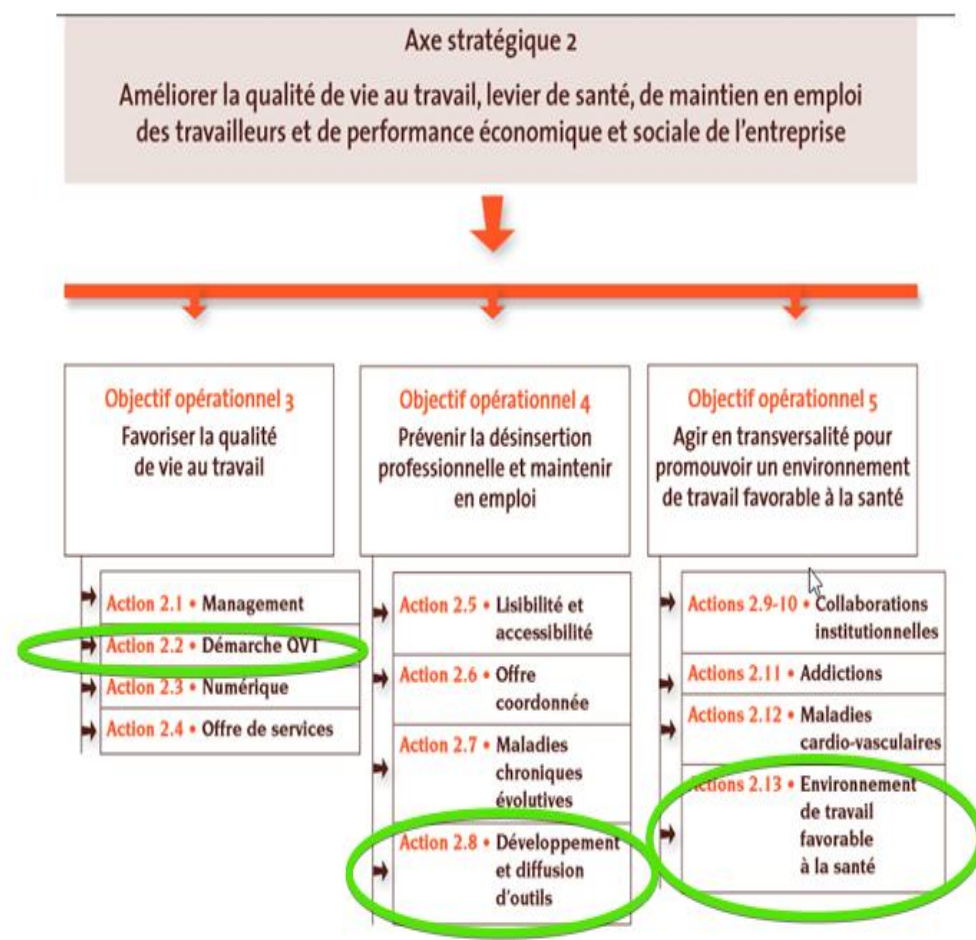 Axe stratégique 2
Améliorer la qualité de vie au travail, levier de santé, de maintien en emploi
des travailleurs et de performance économique et sociale de l'entreprise
Objectif opérationnel 3
Favoriser la qualité
de vie au travail
Action 2.1 • Management
Action 2.2 • Démarche QVT
Action 2.3 • Numérique
Action 2.4 • Offre de services
Objectif opérationnel 4
Prévenir la désinsertion
professionnelle et maintenir
en emploi
Action 2.5 • Lisibilité et
accessibilité
Action 2.6 • Offre
coordonnée
Action 2.7 • Maladies
chroniques
évolutives
Action 2.8 • Développement
et diffusion
d'outils
Objectif opérationnel 5
Agir en transversalité pour
promouvoir un environnement
de travail favorable à la santé
Actions 2.9-10 • Collaborations
institutionnelles
Actions 2.11 • Addictions
Actions 2.12 • Maladies
cardio-vasculaires
Actions 2.13 • Environnement
de travail
favorable
à la santé